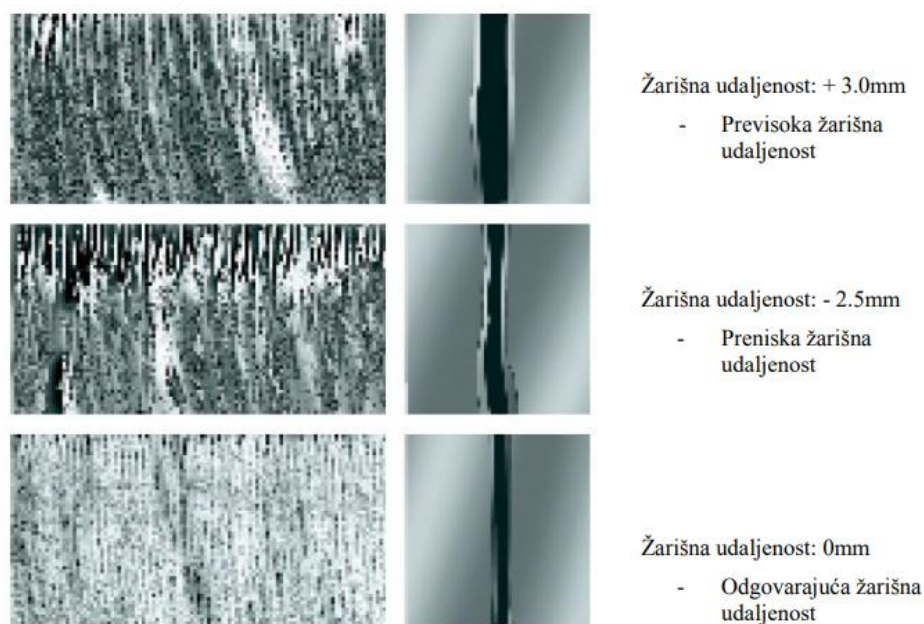 Žarišna udaljenost: + 3.0mm
- Previsoka žarišna
udaljenost
Žarišna udaljenost: - 2.5mm
- Preniska žarišna
udaljenost
Žarišna udaljenost: 0mm
- Odgovarajuća žarišna
udaljenost